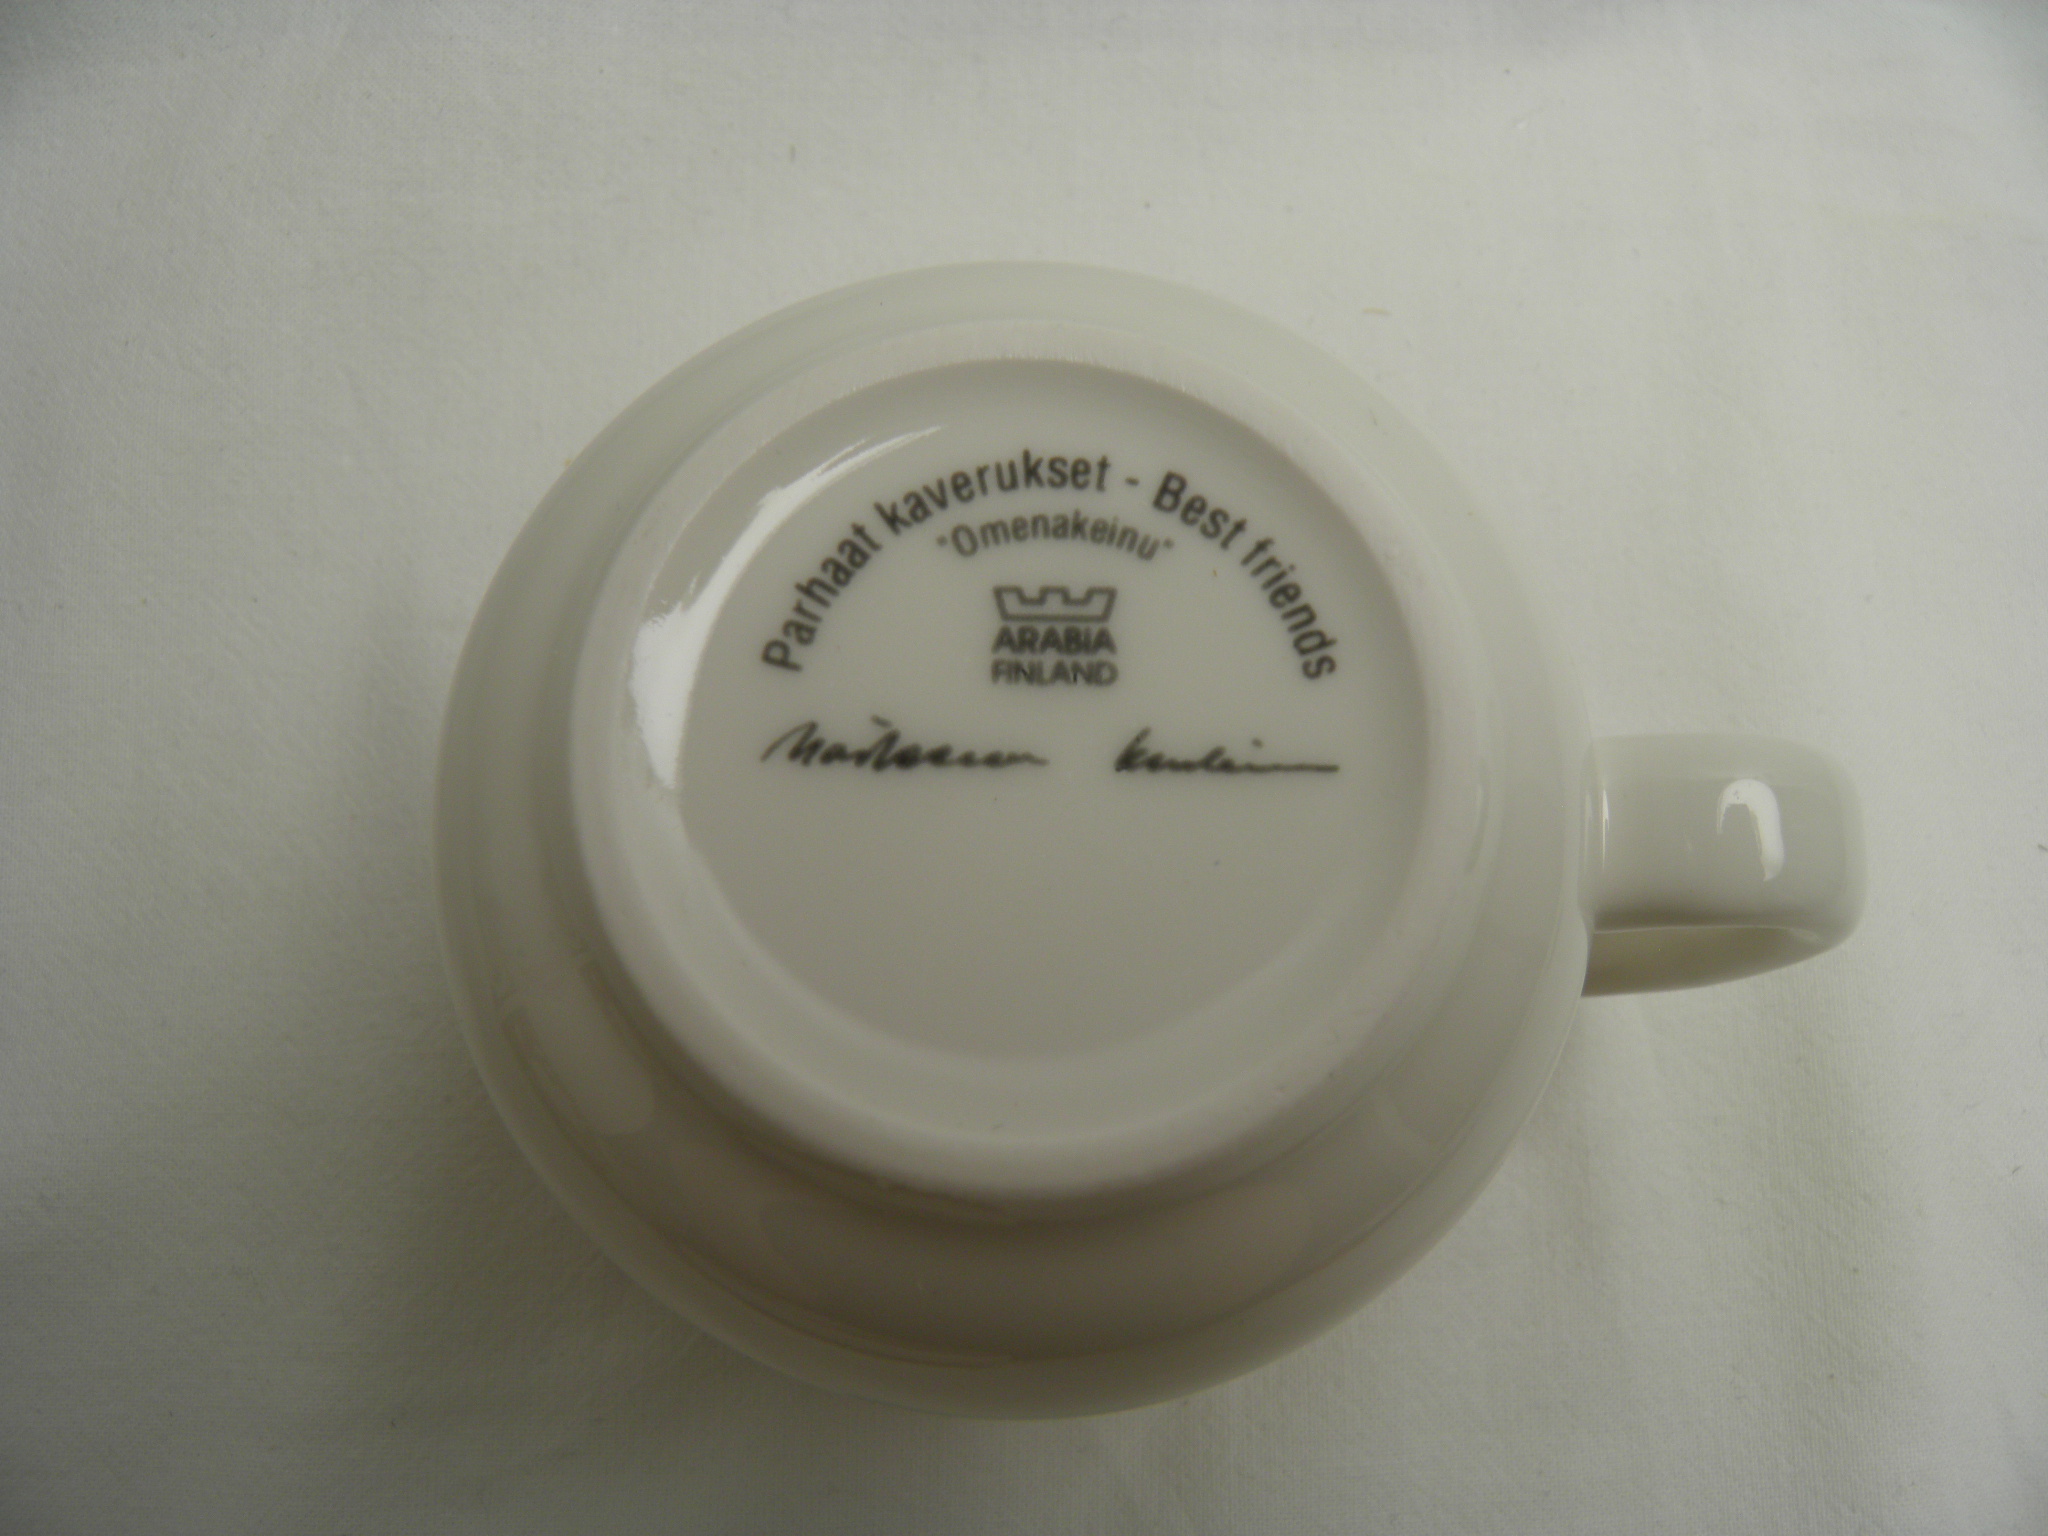 Parhaat kaverukset - Best friends
"Omenakeinu"
ARABIA
FINLAND